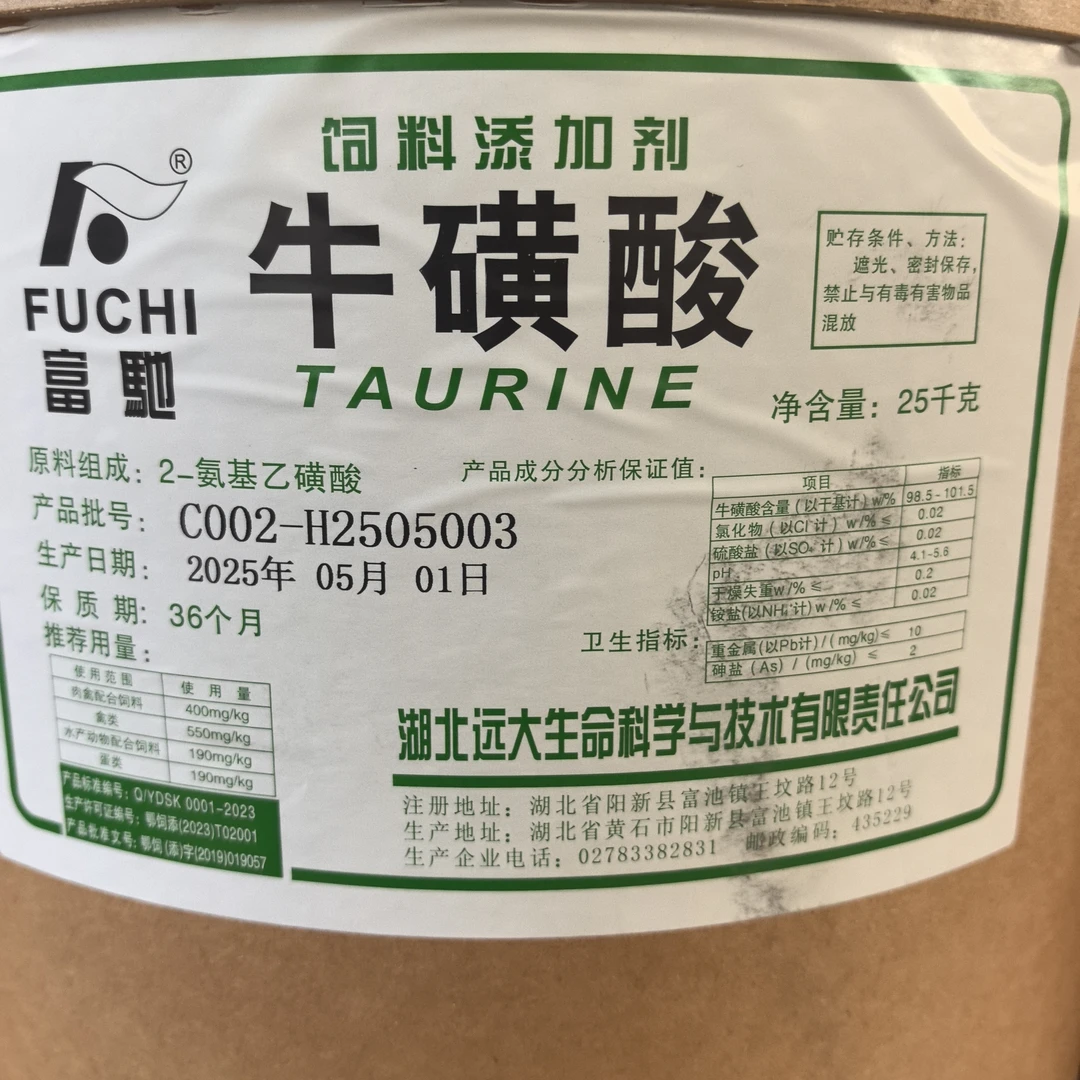 饲料添加剂
®
FUCHI
富馳
牛磺酸
TAURINE
贮存条件、方法：
遮光、密封保存，
禁止与有毒有害物品
混放
净含量：25千克
原料组成：2-氨基乙磺酸
产品批号：C002-H2505003
生产日期：2025年 05月 01日
保质期：36个月
推荐用量：
使用范围 使用量
肉禽配合饲料 400mg/kg
禽类 550mg/kg
水产动物配合饲料 190mg/kg
190mg/kg
产品标准编号：Q/YDSK 0001-2023
生产许可证编号：鄂饲添(2023)T02001
产品批准文号：鄂饲(添)字(2019)019057
产品成分分析保证值：
项目 指标
牛磺酸含量（以干基计）w/% 98.5-101.5
氯化物（以Cl⁻计）w/%≤ 0.02
硫酸盐（以SO₄²⁻计）w/%≤ 0.02
pH 4.1-5.6
干燥失重w/%≤ 0.2
铵盐(以NH₄⁺计)w/%≤ 0.02
卫生指标：
重金属(以Pb计)/(mg/kg)≤ 10
砷盐（As）/(mg/kg) ≤ 2
湖北远大生命科学与技术有限责任公司
注册地址：湖北省阳新县富池镇王坟路12号
生产地址：湖北省黄石市阳新县富池镇王坟路12号
生产企业电话：02783382831 邮政编码：435229